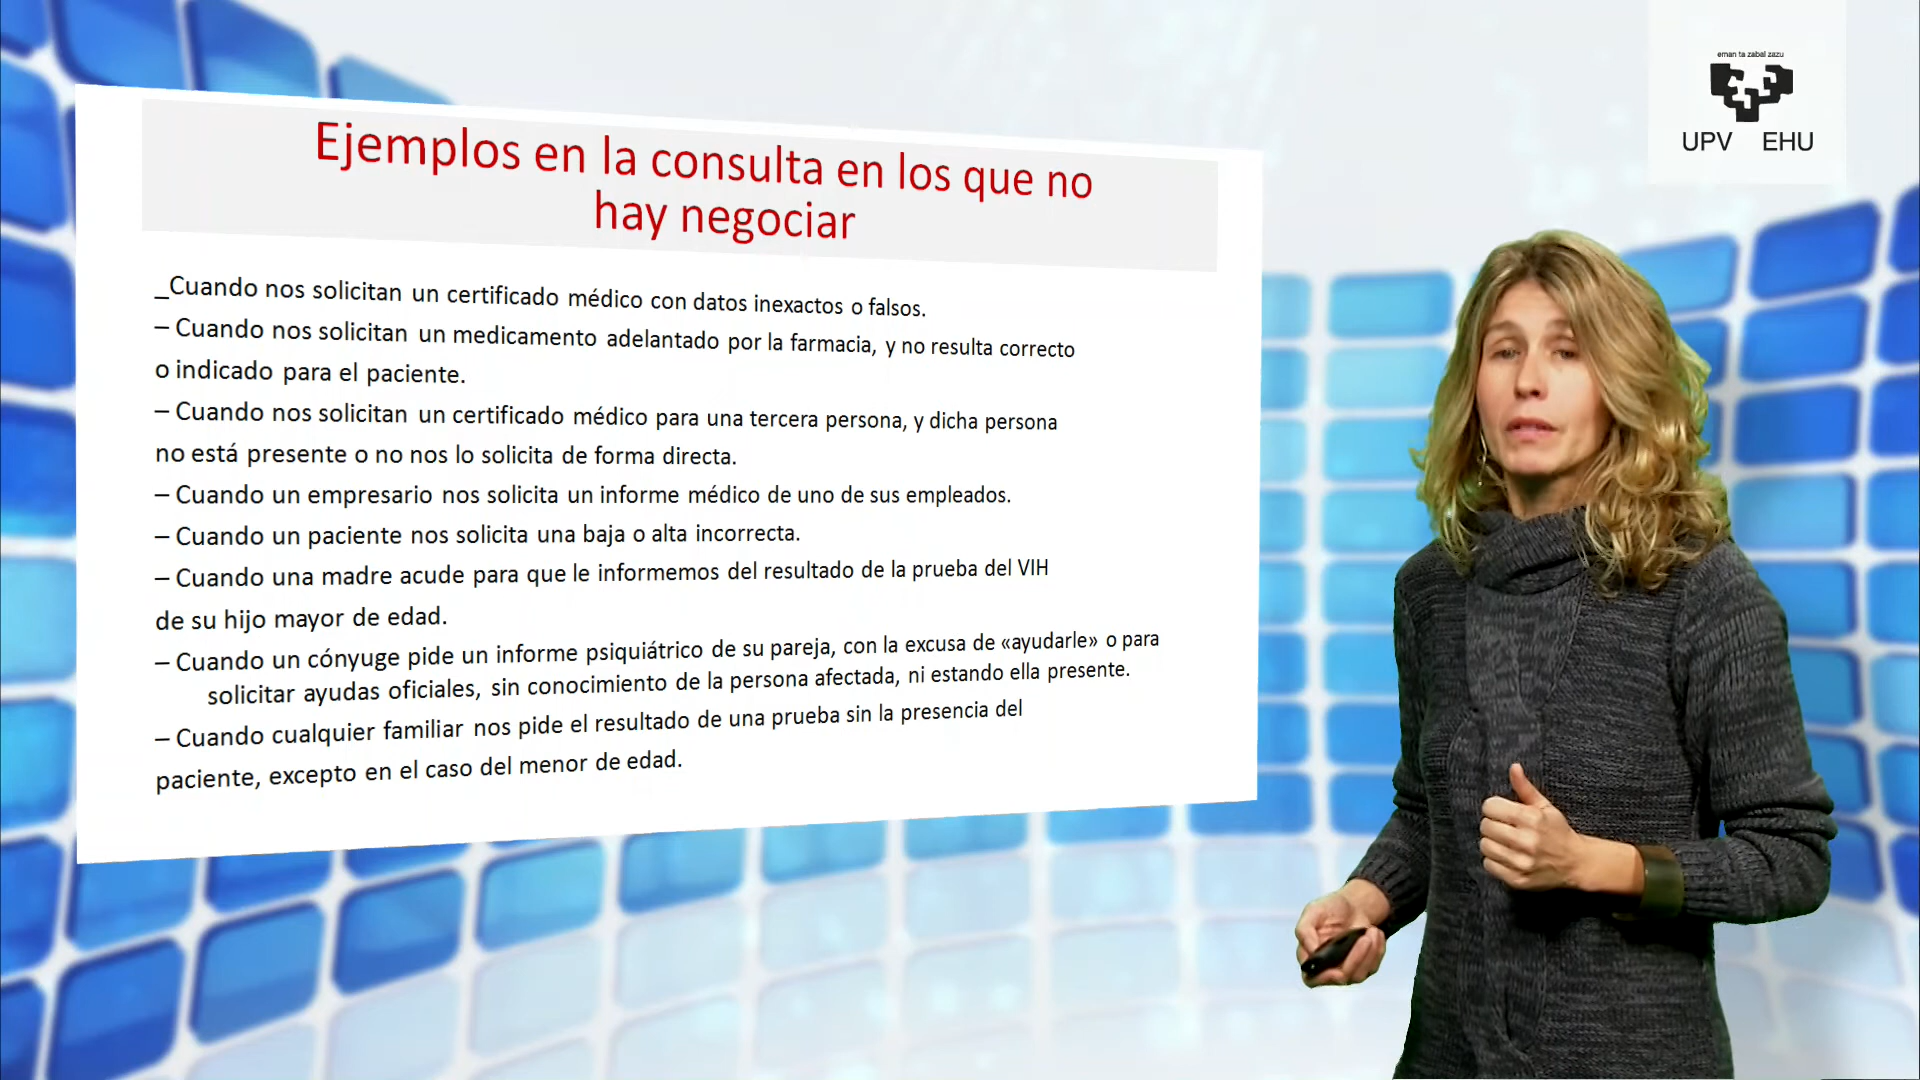 Ejemplos en la consulta en los que no
hay negociar
_Cuando nos solicitan un certificado médico con datos inexactos o falsos.
– Cuando nos solicitan un medicamento adelantado por la farmacia, y no resulta correcto
o indicado para el paciente.
– Cuando nos solicitan un certificado médico para una tercera persona, y dicha persona
no está presente o no nos lo solicita de forma directa.
– Cuando un empresario nos solicita un informe médico de uno de sus empleados.
– Cuando un paciente nos solicita una baja o alta incorrecta.
– Cuando una madre acude para que le informemos del resultado de la prueba del VIH
de su hijo mayor de edad.
– Cuando un cónyuge pide un informe psiquiátrico de su pareja, con la excusa de «ayudarle» o para
solicitar ayudas oficiales, sin conocimiento de la persona afectada, ni estando ella presente.
– Cuando cualquier familiar nos pide el resultado de una prueba sin la presencia del
paciente, excepto en el caso del menor de edad.
eman ta zabal zazu
UPV EHU